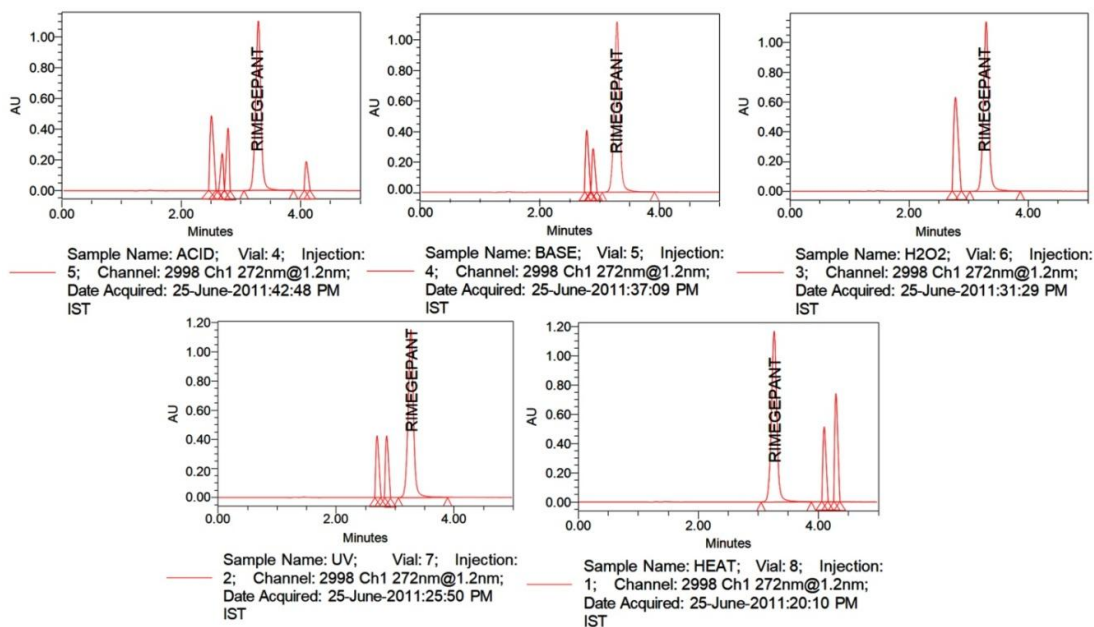 1.00
0.80
0.60
0.40
0.20
0.00
AU
RIMEGEPANT
0.00 2.00 4.00
Minutes
Sample Name: ACID; Vial: 4; Injection:
5; Channel: 2998 Ch1 272nm@1.2nm;
Date Acquired: 25-June-2011:42:48 PM
IST
1.00
0.80
0.60
0.40
0.20
0.00
AU
RIMEGEPANT
0.00 2.00 4.00
Minutes
Sample Name: BASE; Vial: 5; Injection:
4; Channel: 2998 Ch1 272nm@1.2nm;
Date Acquired: 25-June-2011:37:09 PM
IST
1.00
0.80
0.60
0.40
0.20
0.00
AU
RIMEGEPANT
0.00 2.00 4.00
Minutes
Sample Name: H2O2; Vial: 6; Injection:
3; Channel: 2998 Ch1 272nm@1.2nm;
Date Acquired: 25-June-2011:31:29 PM
IST
1.20
1.00
0.80
0.60
0.40
0.20
0.00
AU
RIMEGEPANT
0.00 2.00 4.00
Minutes
Sample Name: UV; Vial: 7; Injection:
2; Channel: 2998 Ch1 272nm@1.2nm;
Date Acquired: 25-June-2011:25:50 PM
IST
1.20
1.00
0.80
0.60
0.40
0.20
0.00
AU
RIMEGEPANT
0.00 2.00 4.00
Minutes
Sample Name: HEAT; Vial: 8; Injection:
1; Channel: 2998 Ch1 272nm@1.2nm;
Date Acquired: 25-June-2011:20:10 PM
IST